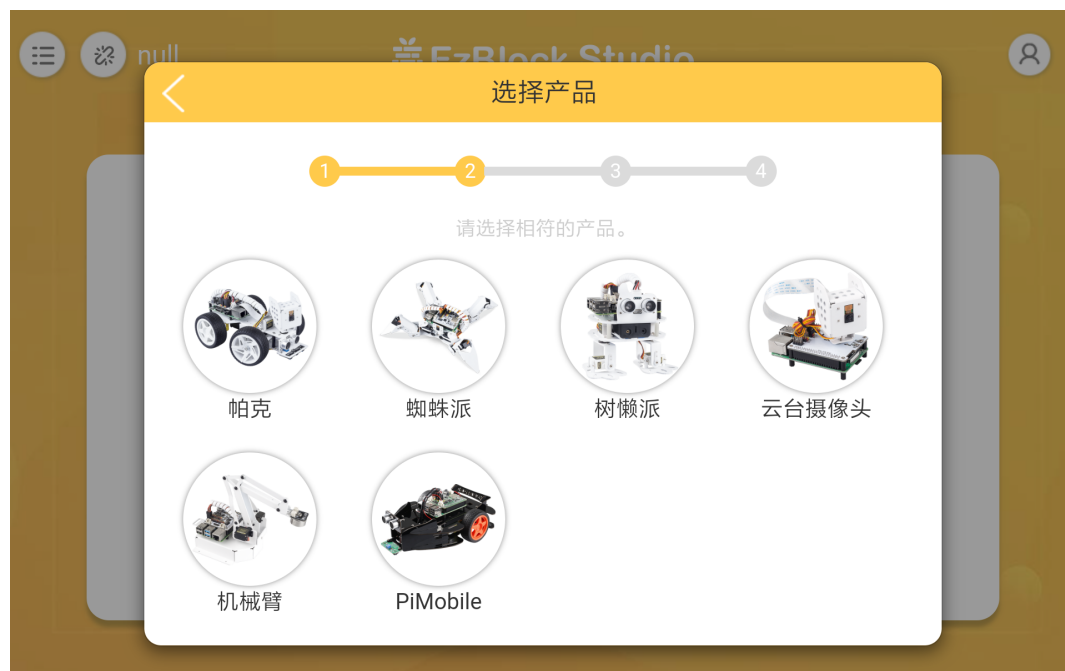 null
EzBlock Studio
选择产品
1 2 3 4
请选择相符的产品。
帕克 蜘蛛派 树懒派 云台摄像头
机械臂 PiMobile